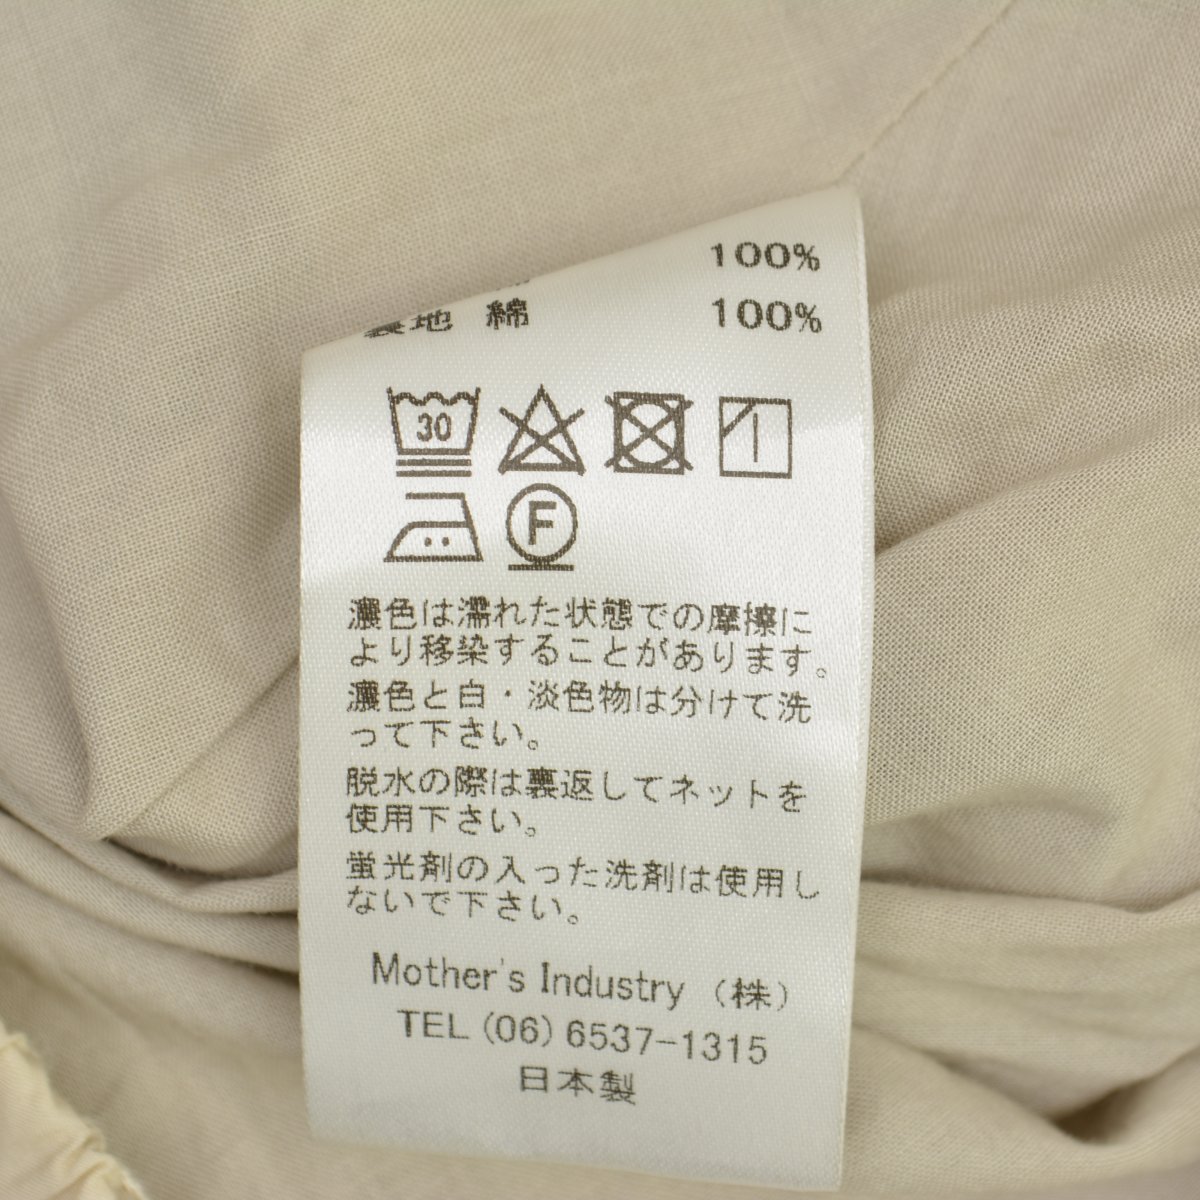 100%
裏地 綿 100%
30
F
濃色は濡れた状態での摩擦に
より移染することがあります。
濃色と白・淡色物は分けて洗
って下さい。
脱水の際は裏返してネットを
使用下さい。
蛍光剤の入った洗剤は使用し
ないで下さい。
Mother's Industry (株)
TEL (06) 6537-1315
日本製